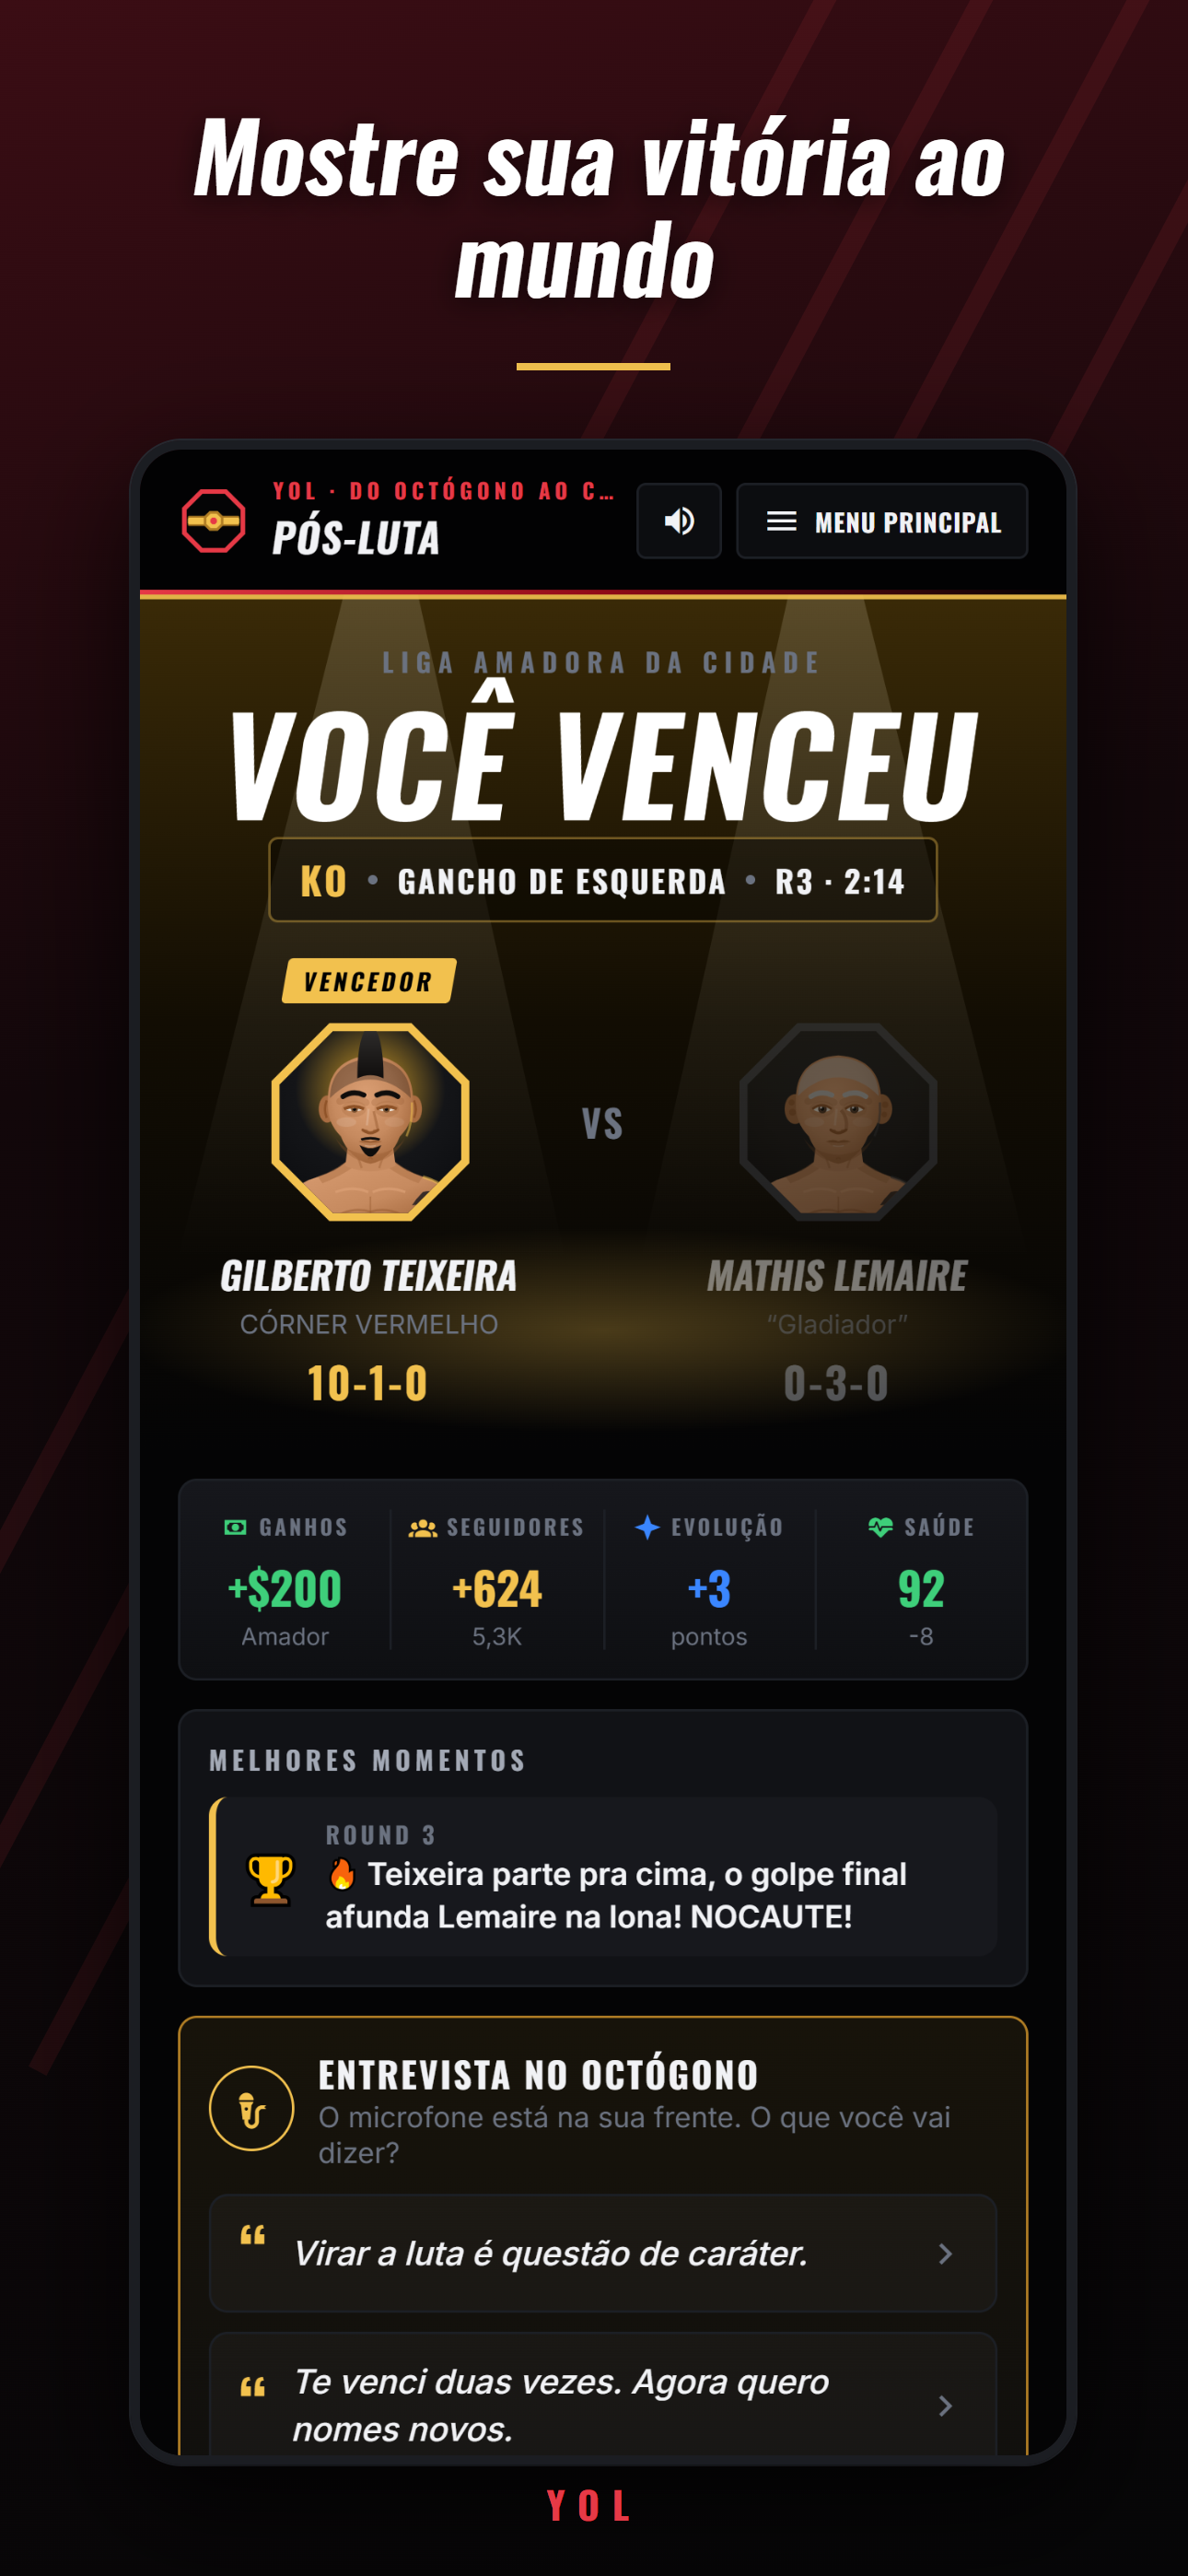 Mostre sua vitória ao
mundo
YOL · DO OCTÓGONO AO C...
PÓS-LUTA
MENU PRINCIPAL
LIGA AMADORA DA CIDADE
VOCÊ VENCEU
KO • GANCHO DE ESQUERDA • R3 · 2:14
VENCEDOR
VS
GILBERTO TEIXEIRA
CÓRNER VERMELHO
10-1-0
MATHIS LEMAIRE
“Gladiador”
0-3-0
GANHOS
+$200
Amador
SEGUIDORES
+624
5,3K
EVOLUÇÃO
+3
pontos
SAÚDE
92
-8
MELHORES MOMENTOS
ROUND 3
🔥 Teixeira parte pra cima, o golpe final
afunda Lemaire na lona! NOCAUTE!
ENTREVISTA NO OCTÓGONO
O microfone está na sua frente. O que você vai
dizer?
“ Virar a luta é questão de caráter.
“ Te venci duas vezes. Agora quero
nomes novos.
YOL